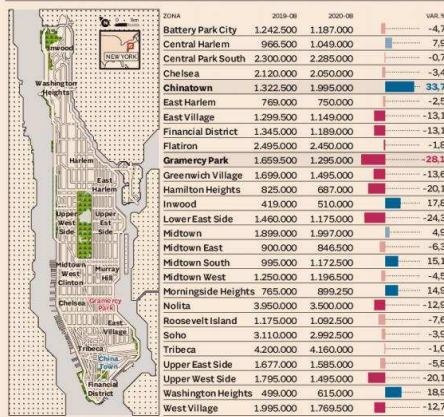 1km
NEW YORK
Inwood
Washington
Heights
Harlem
East
Harlem
Upper
West
Side
Upper
Est
Side
Midtown
West
Clinton
Murray
Hill
Chelsea
Gramercy
Park
East
Village
Tribeca
China
Town
Financial
District
ZONA 2019-08 2020-08 VAR.%
Battery Park City 1.242.500 1.187.000 -4,
Central Harlem 966.500 1.049.000 7,9
Central Park South 2.300.000 2.285.000 -0,
Chelsea 2.120.000 2.050.000 -3,
Chinatown 1.322.500 1.995.000 33,7
East Harlem 769.000 750.000 -2,
East Village 1.299.500 1.149.000 -13,1
Financial District 1.345.000 1.189.000 -13,1
Flatiron 2.495.000 2.450.000 -1,8
Gramercy Park 1.659.500 1.295.000 -28,1
Greenwich Village 1.699.000 1.495.000 -13,6
Hamilton Heights 825.000 687.000 -20,1
Inwood 419.000 510.000 17,8
Lower East Side 1.460.000 1.175.000 -24,
Midtown 1.899.000 1.997.000 4,9
Midtown East 900.000 846.500 -6,
Midtown South 995.000 1.172.500 15,1
Midtown West 1.250.000 1.196.500 -4,
Morningside Heights 765.000 899.250 14,9
Nolita 3.950.000 3.500.000 -12,
Roosevelt Island 1.175.000 1.092.500 -7,
Soho 3.110.000 2.992.500 -3,
Tribeca 4.200.000 4.160.000 -1,0
Upper East Side 1.677.000 1.585.000 -5,8
Upper West Side 1.795.000 1.495.000 -20,1
Washington Heights 499.000 615.000 18,
West Village 1.995.000 1.769.500 -12,